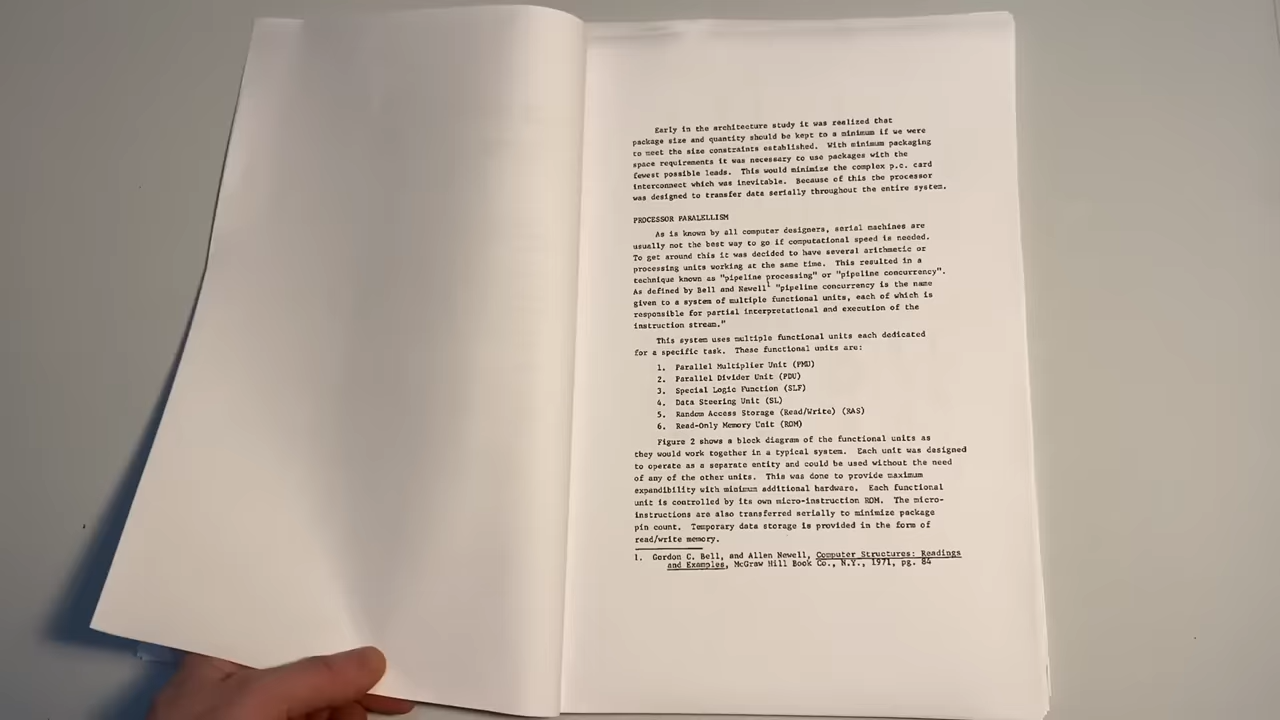 Early in the architecture study it was realized that
package size and quantity should be kept to a minimum if we were
to meet the size constraints established. With minimum packaging
space requirements it was necessary to use packages with the
fewest possible leads. This would minimize the complex p.c. card
interconnect which was inevitable. Because of this the processor
was designed to transfer data serially throughout the entire system.
PROCESSOR PARALELLISM
As is known by all computer designers, serial machines are
usually not the best way to go if computational speed is needed.
To get around this it was decided to have several arithmetic or
processing units working at the same time. This resulted in a
technique known as "pipeline processing" or "pipeline concurrency".
As defined by Bell and Newell¹ "pipeline concurrency is the name
given to a system of multiple functional units, each of which is
responsible for partial interpretational and execution of the
instruction stream."
This system uses multiple functional units each dedicated
for a specific task. These functional units are:
1. Parallel Multiplier Unit (PMU)
2. Parallel Divider Unit (PDU)
3. Special Logic Function (SLF)
4. Data Steering Unit (SL)
5. Random Access Storage (Read/Write) (RAS)
6. Read-Only Memory Unit (ROM)
Figure 2 shows a block diagram of the functional units as
they would work together in a typical system. Each unit was designed
to operate as a separate entity and could be used without the need
of any of the other units. This was done to provide maximum
expandibility with minimum additional hardware. Each functional
unit is controlled by its own micro-instruction ROM. The micro-
instructions are also transferred serially to minimize package
pin count. Temporary data storage is provided in the form of
read/write memory.
1. Gordon C. Bell, and Allen Newell, Computer Structures: Readings
and Examples, McGraw Hill Book Co., N.Y., 1971, pg. 84